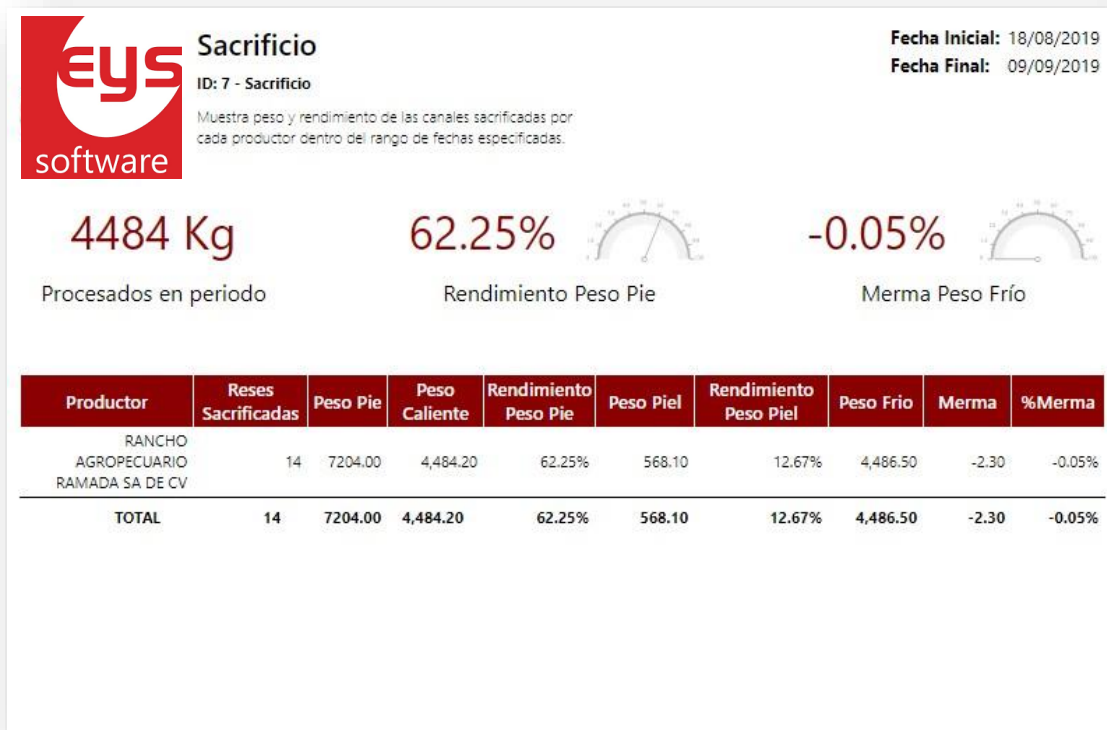 eys
software
Sacrificio
ID: 7 - Sacrificio
Muestra peso y rendimiento de las canales sacrificadas por
cada productor dentro del rango de fechas especificadas.
Fecha Inicial: 18/08/2019
Fecha Final: 09/09/2019
4484 Kg
Procesados en periodo
62.25%
Rendimiento Peso Pie
-0.05%
Merma Peso Frío
Productor Reses Sacrificadas Peso Pie Peso Caliente Rendimiento Peso Pie Peso Piel Rendimiento Peso Piel Peso Frio Merma %Merma
RANCHO
AGROPECUARIO 14 7204.00 4,484.20 62.25% 568.10 12.67% 4,486.50 -2.30 -0.05%
RAMADA SA DE CV
TOTAL 14 7204.00 4,484.20 62.25% 568.10 12.67% 4,486.50 -2.30 -0.05%